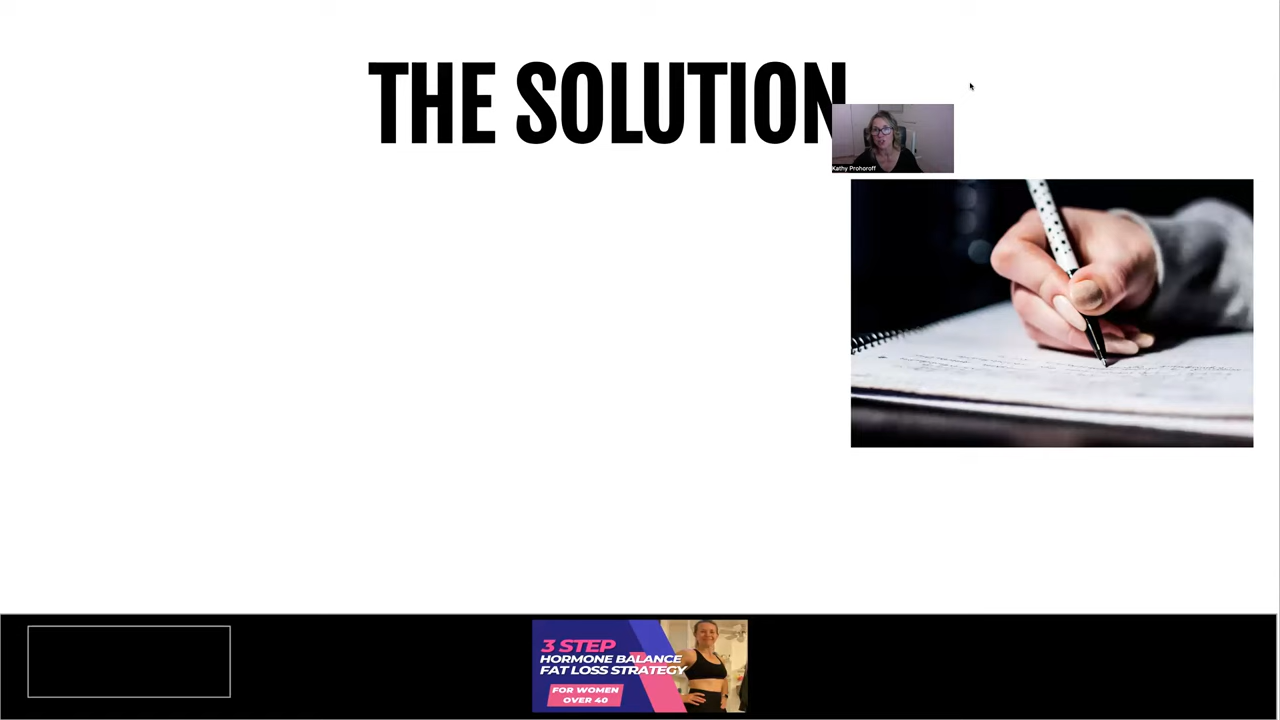 THE SOLUTION
Kathy Prohoroff
3 STEP
HORMONE BALANCE
FAT LOSS STRATEGY
FOR WOMEN
OVER 40